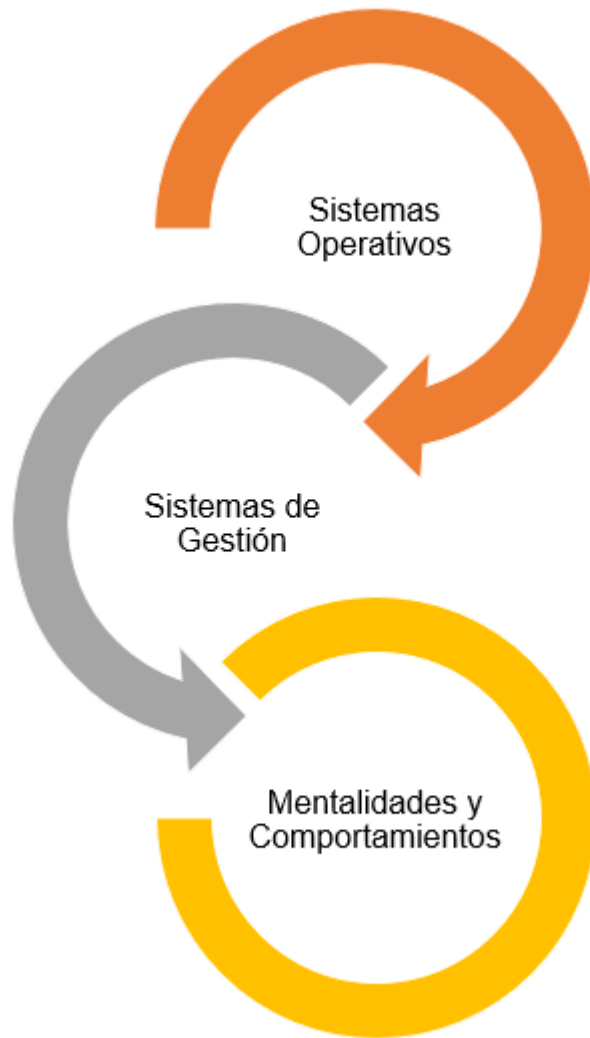 Sistemas
Operativos
Sistemas de
Gestión
Mentalidades y
Comportamientos